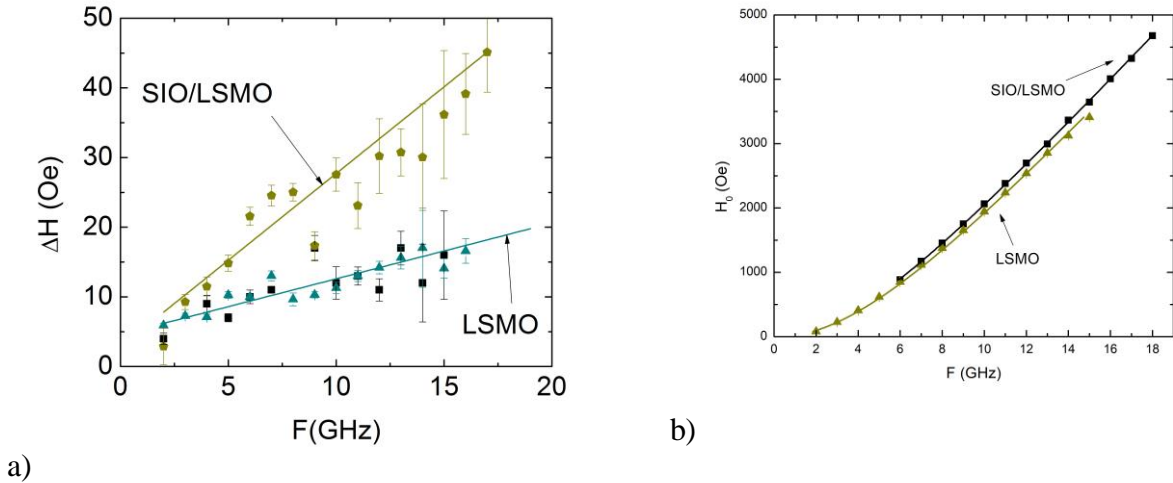 50
40
30
20
10
0
ΔH (Oe)
SIO/LSMO
LSMO
0 5 10 15 20
F(GHz)
a)
5000
4000
3000
2000
1000
0
H₀ (Oe)
SIO/LSMO
LSMO
0 2 4 6 8 10 12 14 16 18
F (GHz)
b)